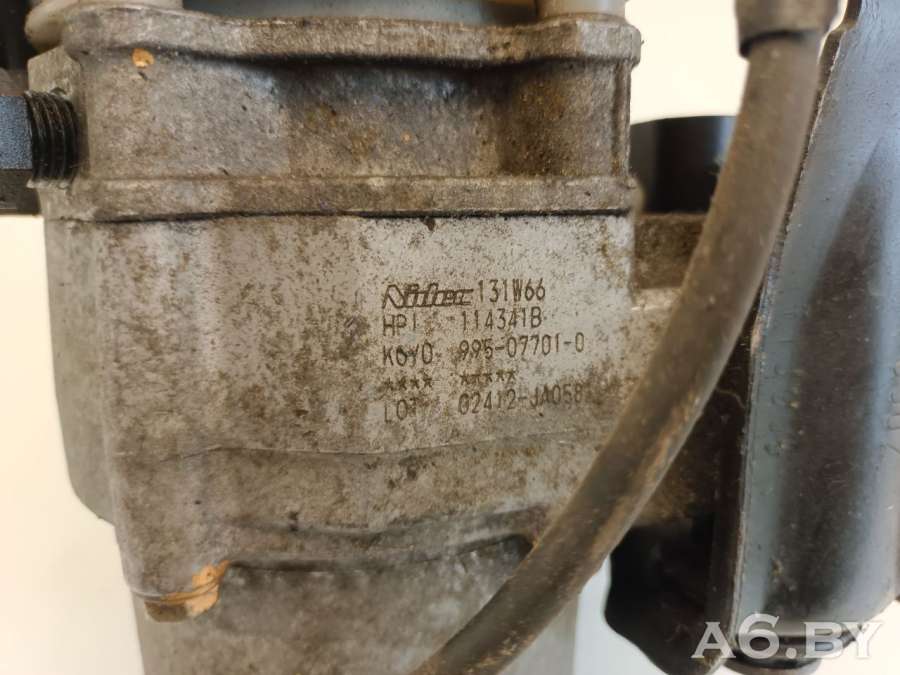 Nidec 131W66
HPI 114341B
KOYO 995-07701-0
**** *****
LOT 02412-JA058
A6.BY